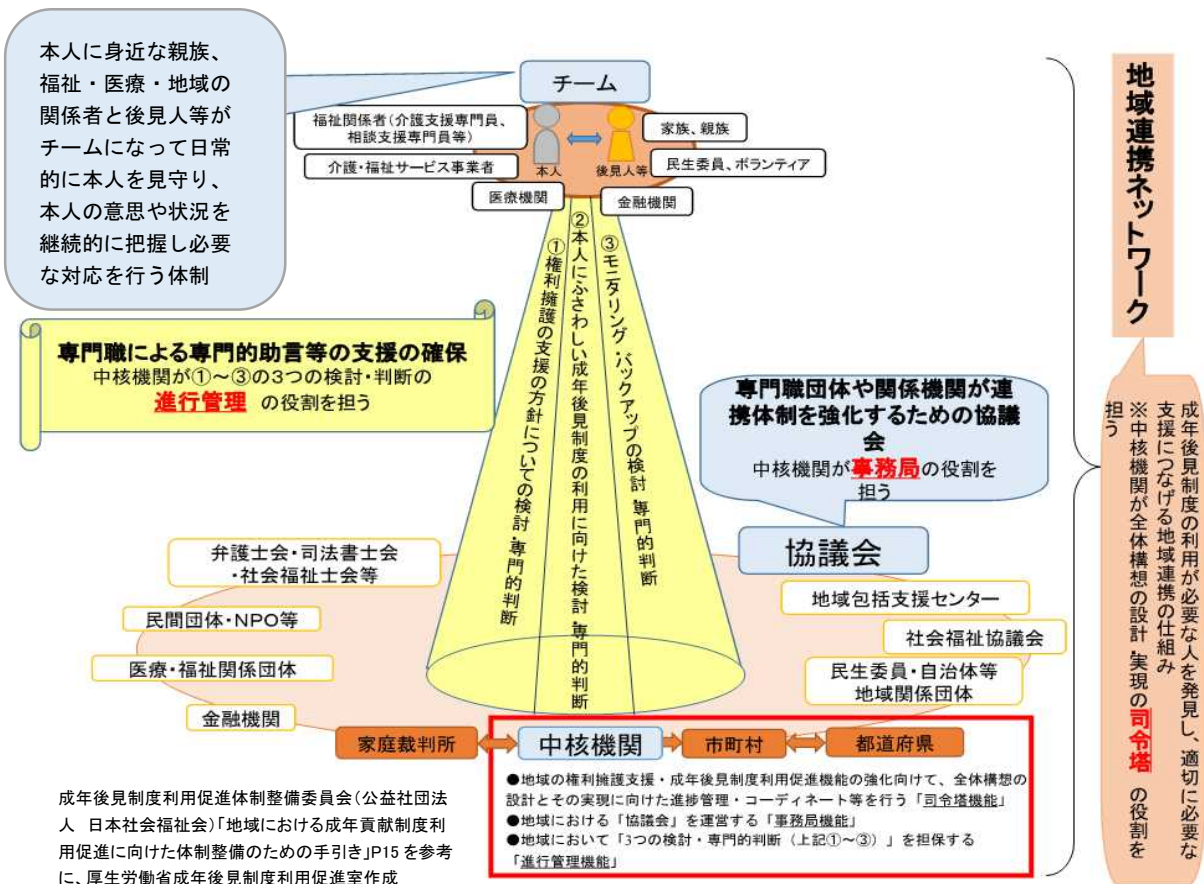 本人に身近な親族、
福祉・医療・地域の
関係者と後見人等が
チームになって日常
的に本人を見守り、
本人の意思や状況を
継続的に把握し必要
な対応を行う体制
チーム
福祉関係者(介護支援専門員、
相談支援専門員等)
介護・福祉サービス事業者
医療機関
本人
後見人等
家族、親族
民生委員、ボランティア
金融機関
①権利擁護の支援の方針についての検討・専門的判断
②本人にふさわしい成年後見制度の利用に向けた検討・専門的判断
③モニタリング・バックアップの検討・専門的判断
専門職による専門的助言等の支援の確保
中核機関が①~③の3つの検討・判断の
進行管理 の役割を担う
専門職団体や関係機関が連
携体制を強化するための協議
会
中核機関が事務局の役割を
担う
協議会
弁護士会・司法書士会
・社会福祉士会等
民間団体・NPO等
医療・福祉関係団体
金融機関
地域包括支援センター
社会福祉協議会
民生委員・自治体等
地域関係団体
家庭裁判所
中核機関
市町村
都道府県
●地域の権利擁護支援・成年後見制度利用促進機能の強化向けて、全体構想の
設計とその実現に向けた進捗管理・コーディネート等を行う「司令塔機能」
●地域における「協議会」を運営する「事務局機能」
●地域において「3つの検討・専門的判断(上記①~③)」を担保する
「進行管理機能」
地域連携ネットワーク
成年後見制度の利用が必要な人を発見し、適切に必要な
支援につなげる地域連携の仕組み
※中核機関が全体構想の設計・実現の司令塔 の役割を
担う
成年後見制度利用促進体制整備委員会(公益社団法
人 日本社会福祉会)「地域における成年貢献制度利
用促進に向けた体制整備のための手引き」P15を参考
に、厚生労働省成年後見制度利用促進室作成